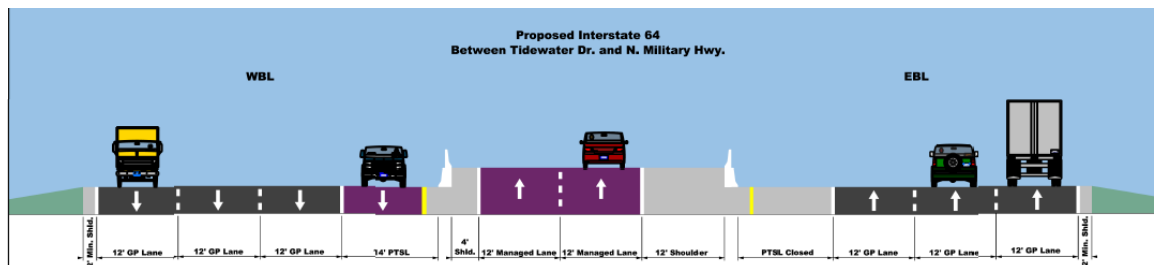 Proposed Interstate 64
Between Tidewater Dr. and N. Military Hwy.
WBL
EBL
2' Min. Shld.
12' GP Lane
12' GP Lane
12' GP Lane
14' PTSL
4'
Shld.
12' Managed Lane
12' Managed Lane
12' Shoulder
PTSL Closed
12' GP Lane
12' GP Lane
12' GP Lane
2' Min. Shld.